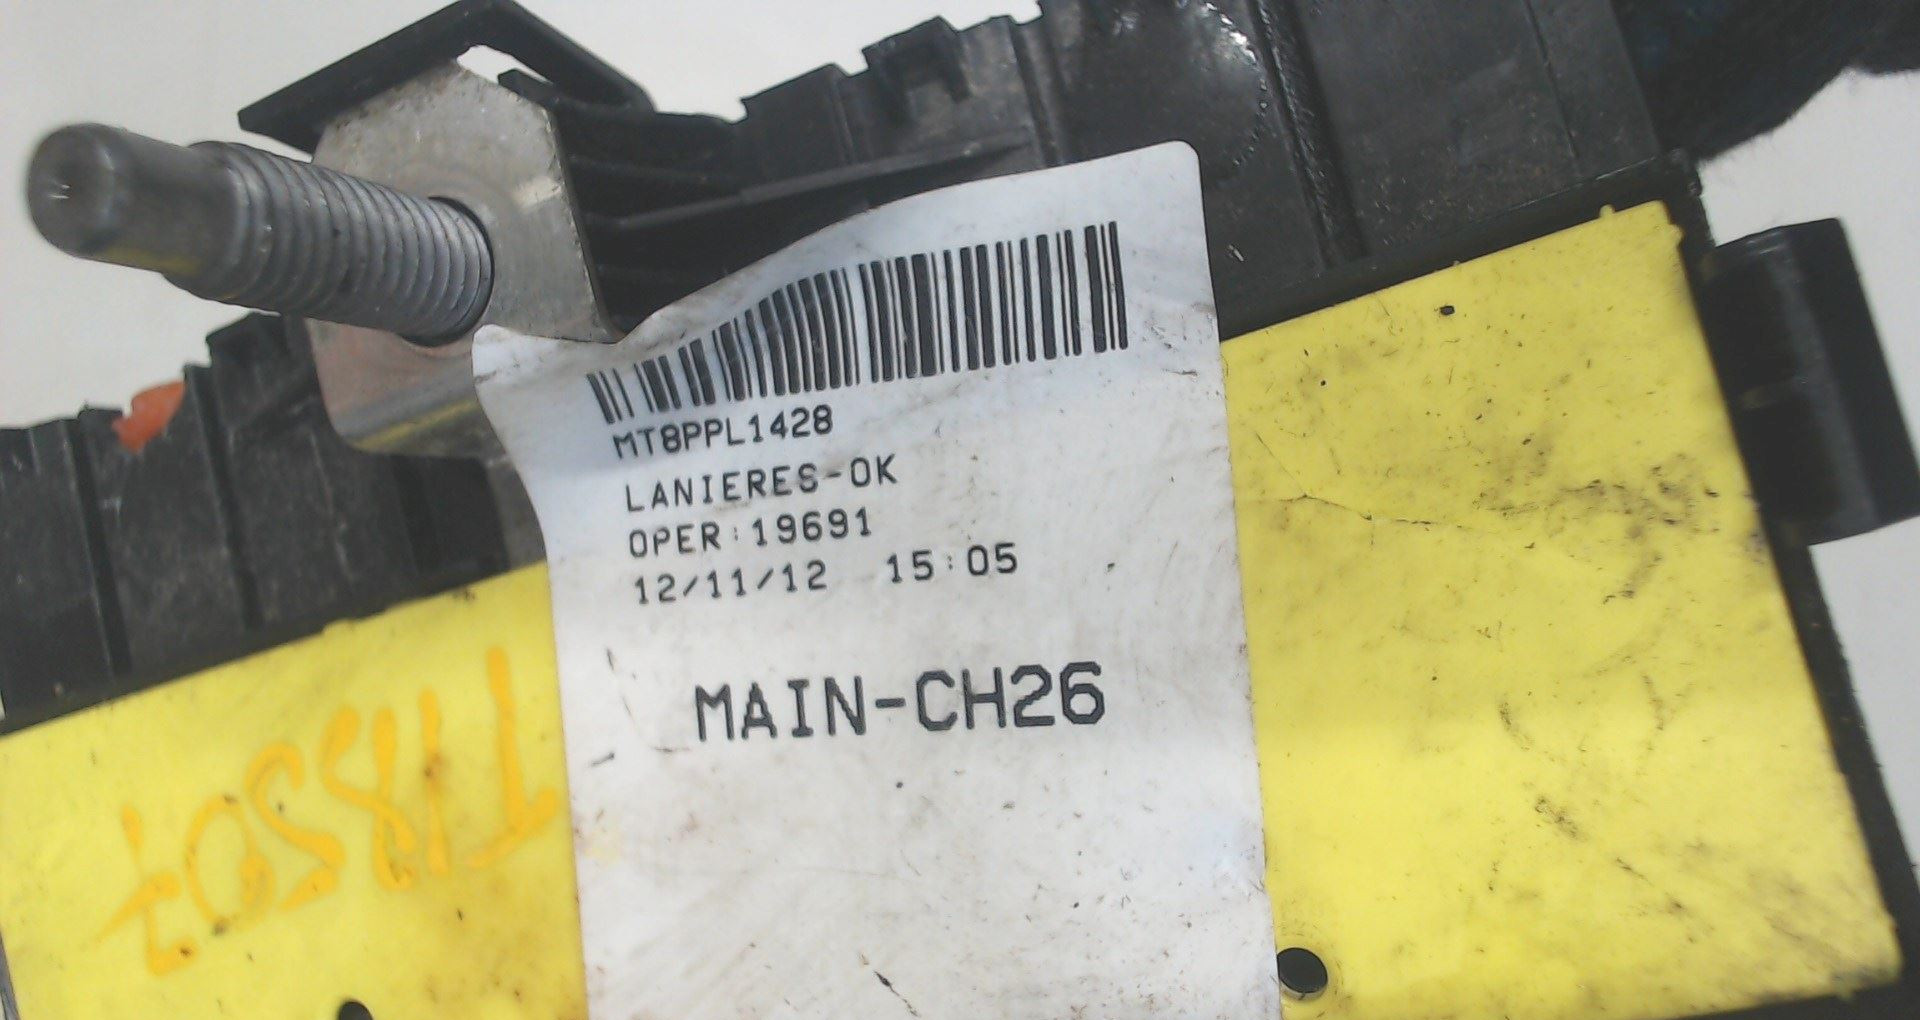 MT8PPL1428
LANIERES-OK
OPER:19691
12/11/12 15:05
MAIN-CH26